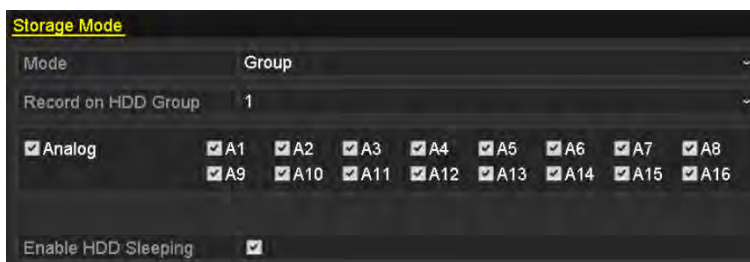 Storage Mode
Mode Group
Record on HDD Group 1
Analog A1 A2 A3 A4 A5 A6 A7 A8
A9 A10 A11 A12 A13 A14 A15 A16
Enable HDD Sleeping